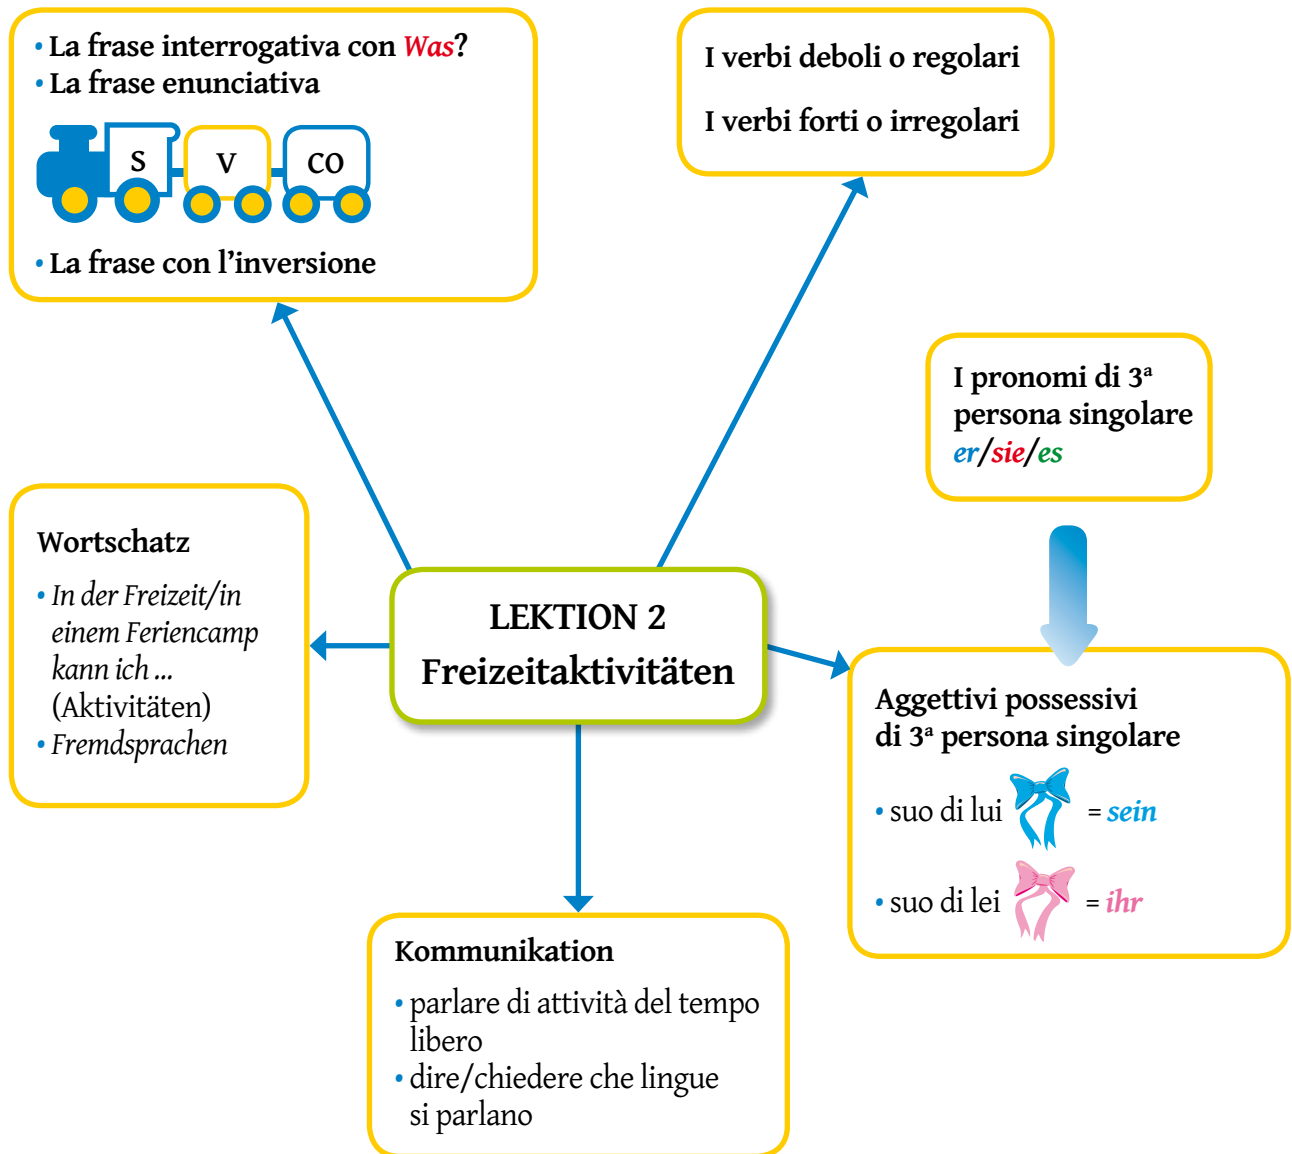 • La frase interrogativa con Was?
• La frase enunciativa
S V CO
• La frase con l’inversione
I verbi deboli o regolari
I verbi forti o irregolari
I pronomi di 3ª
persona singolare
er/sie/es
Wortschatz
• In der Freizeit/in
einem Feriencamp
kann ich ...
(Aktivitäten)
• Fremdsprachen
LEKTION 2
Freizeitaktivitäten
Aggettivi possessivi
di 3ª persona singolare
• suo di lui = sein
• suo di lei = ihr
Kommunikation
• parlare di attività del tempo
libero
• dire/chiedere che lingue
si parlano